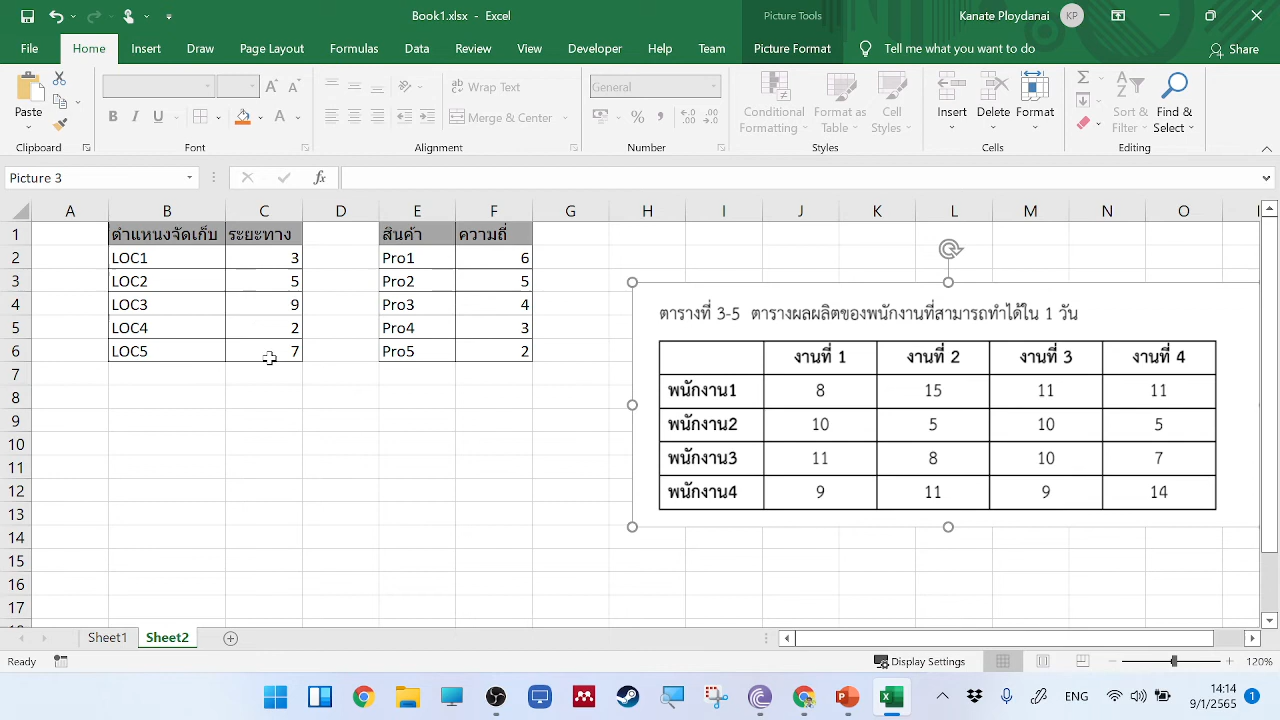 Book1.xlsx - Excel
Picture Tools
Kanate Ploydanai KP
File Home Insert Draw Page Layout Formulas Data Review View Developer Help Team Picture Format Tell me what you want to do Share
Paste
Wrap Text
General
Merge & Center
Conditional Formatting
Format as Table
Cell Styles
Insert Delete Format
Sort & Filter
Find & Select
Clipboard Font Alignment Number Styles Cells Editing
Picture 3 fx
A B C D E F G H I J K L M N O
1 ตำแหน่งจัดเก็บ ระยะทาง สินค้า ความถี่
2 LOC1 3 Pro1 6
3 LOC2 5 Pro2 5
4 LOC3 9 Pro3 4
5 LOC4 2 Pro4 3
6 LOC5 7 Pro5 2
7
8
9
10
11
12
13
14
15
16
17
ตารางที่ 3-5 ตารางผลผลิตของพนักงานที่สามารถทำได้ใน 1 วัน
งานที่ 1 งานที่ 2 งานที่ 3 งานที่ 4
พนักงาน1 8 15 11 11
พนักงาน2 10 5 10 5
พนักงาน3 11 8 10 7
พนักงาน4 9 11 9 14
Sheet1 Sheet2
Ready
Display Settings
120%
ENG
14:14
9/1/2565
1